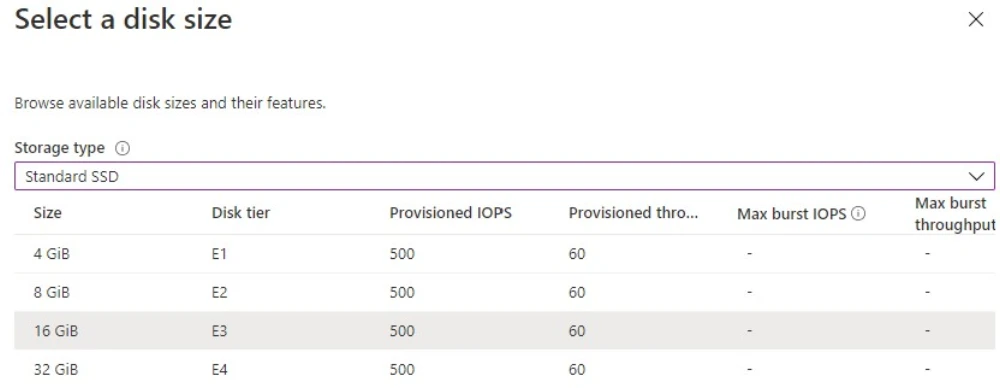 Select a disk size
Browse available disk sizes and their features.
Storage type
Standard SSD
Size Disk tier Provisioned IOPS Provisioned thro... Max burst IOPS Max burst throughput
4 GiB E1 500 60 - -
8 GiB E2 500 60 - -
16 GiB E3 500 60 - -
32 GiB E4 500 60 - -